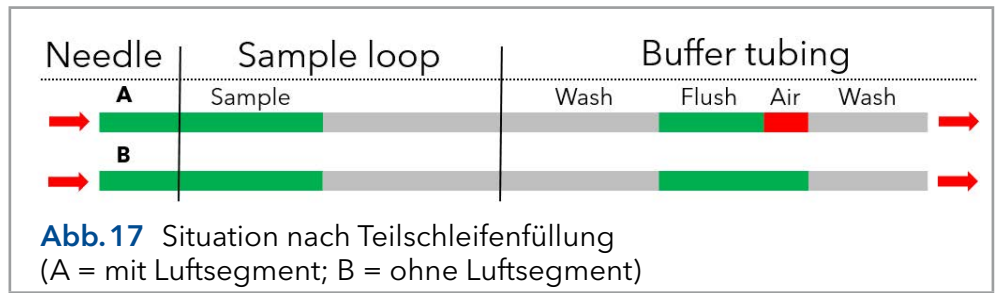 Needle Sample loop Buffer tubing
A Sample Wash Flush Air Wash
B
Abb. 17 Situation nach Teilschleifenfüllung
(A = mit Luftsegment; B = ohne Luftsegment)